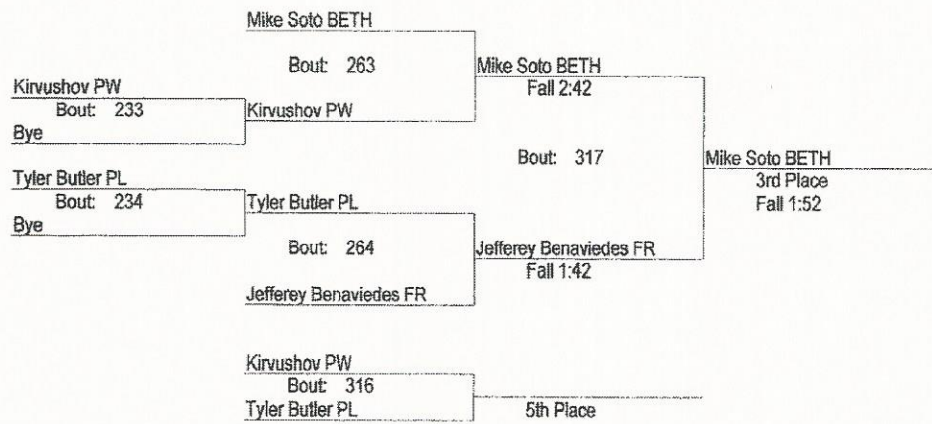 Mike Soto BETH
Bout: 263
Mike Soto BETH
Fall 2:42
Kirvushov PW
Bout: 233
Kirvushov PW
Bye
Bout: 317
Mike Soto BETH
3rd Place
Fall 1:52
Tyler Butler PL
Bout: 234
Tyler Butler PL
Bye
Bout: 264
Jefferey Benaviedes FR
Fall 1:42
Jefferey Benaviedes FR
Kirvushov PW
Bout: 316
Tyler Butler PL
5th Place